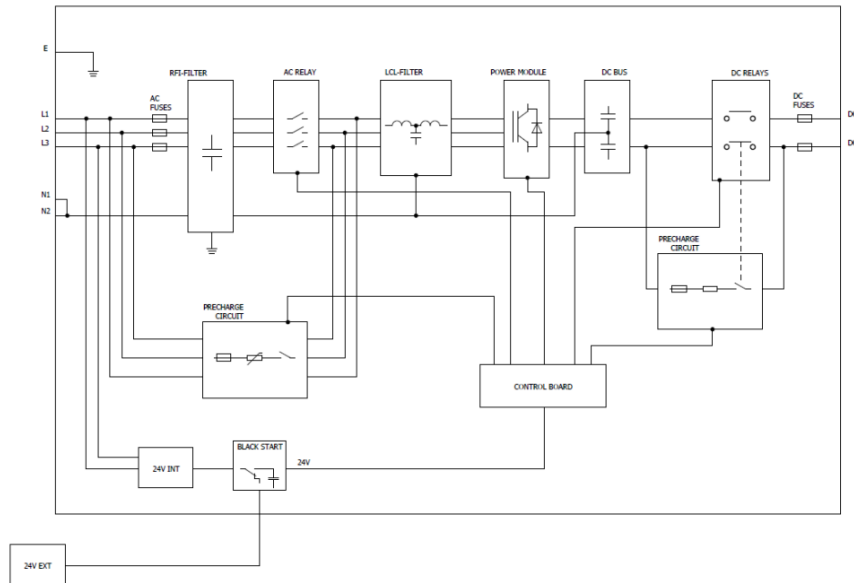 E
RFI-FILTER
AC RELAY
LCL-FILTER
POWER MODULE
DC BUS
DC RELAYS
AC
FUSES
DC
FUSES
L1
L2
L3
N1
N2
PRECHARGE
CIRCUIT
PRECHARGE
CIRCUIT
CONTROL BOARD
BLACK START
24V INT
24V
24V EXT